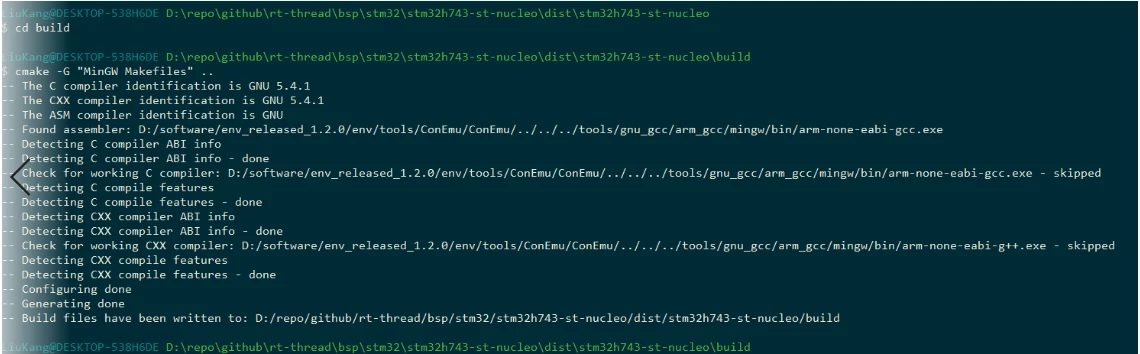 LiuKang@DESKTOP-538H6DE D:\repo\github\rt-thread\bsp\stm32\stm32h743-st-nucleo\dist\stm32h743-st-nucleo
$ cd build
LiuKang@DESKTOP-538H6DE D:\repo\github\rt-thread\bsp\stm32\stm32h743-st-nucleo\dist\stm32h743-st-nucleo\build
$ cmake -G "MinGW Makefiles" ..
-- The C compiler identification is GNU 5.4.1
-- The CXX compiler identification is GNU 5.4.1
-- The ASM compiler identification is GNU
-- Found assembler: D:/software/env_released_1.2.0/env/tools/ConEmu/ConEmu/../../../tools/gnu_gcc/arm_gcc/mingw/bin/arm-none-eabi-gcc.exe
-- Detecting C compiler ABI info
-- Detecting C compiler ABI info - done
-- Check for working C compiler: D:/software/env_released_1.2.0/env/tools/ConEmu/ConEmu/../../../tools/gnu_gcc/arm_gcc/mingw/bin/arm-none-eabi-gcc.exe - skipped
-- Detecting C compile features
-- Detecting C compile features - done
-- Detecting CXX compiler ABI info
-- Detecting CXX compiler ABI info - done
-- Check for working CXX compiler: D:/software/env_released_1.2.0/env/tools/ConEmu/ConEmu/../../../tools/gnu_gcc/arm_gcc/mingw/bin/arm-none-eabi-g++.exe - skipped
-- Detecting CXX compile features
-- Detecting CXX compile features - done
-- Configuring done
-- Generating done
-- Build files have been written to: D:/repo/github/rt-thread/bsp/stm32/stm32h743-st-nucleo/dist/stm32h743-st-nucleo/build
LiuKang@DESKTOP-538H6DE D:\repo\github\rt-thread\bsp\stm32\stm32h743-st-nucleo\dist\stm32h743-st-nucleo\build